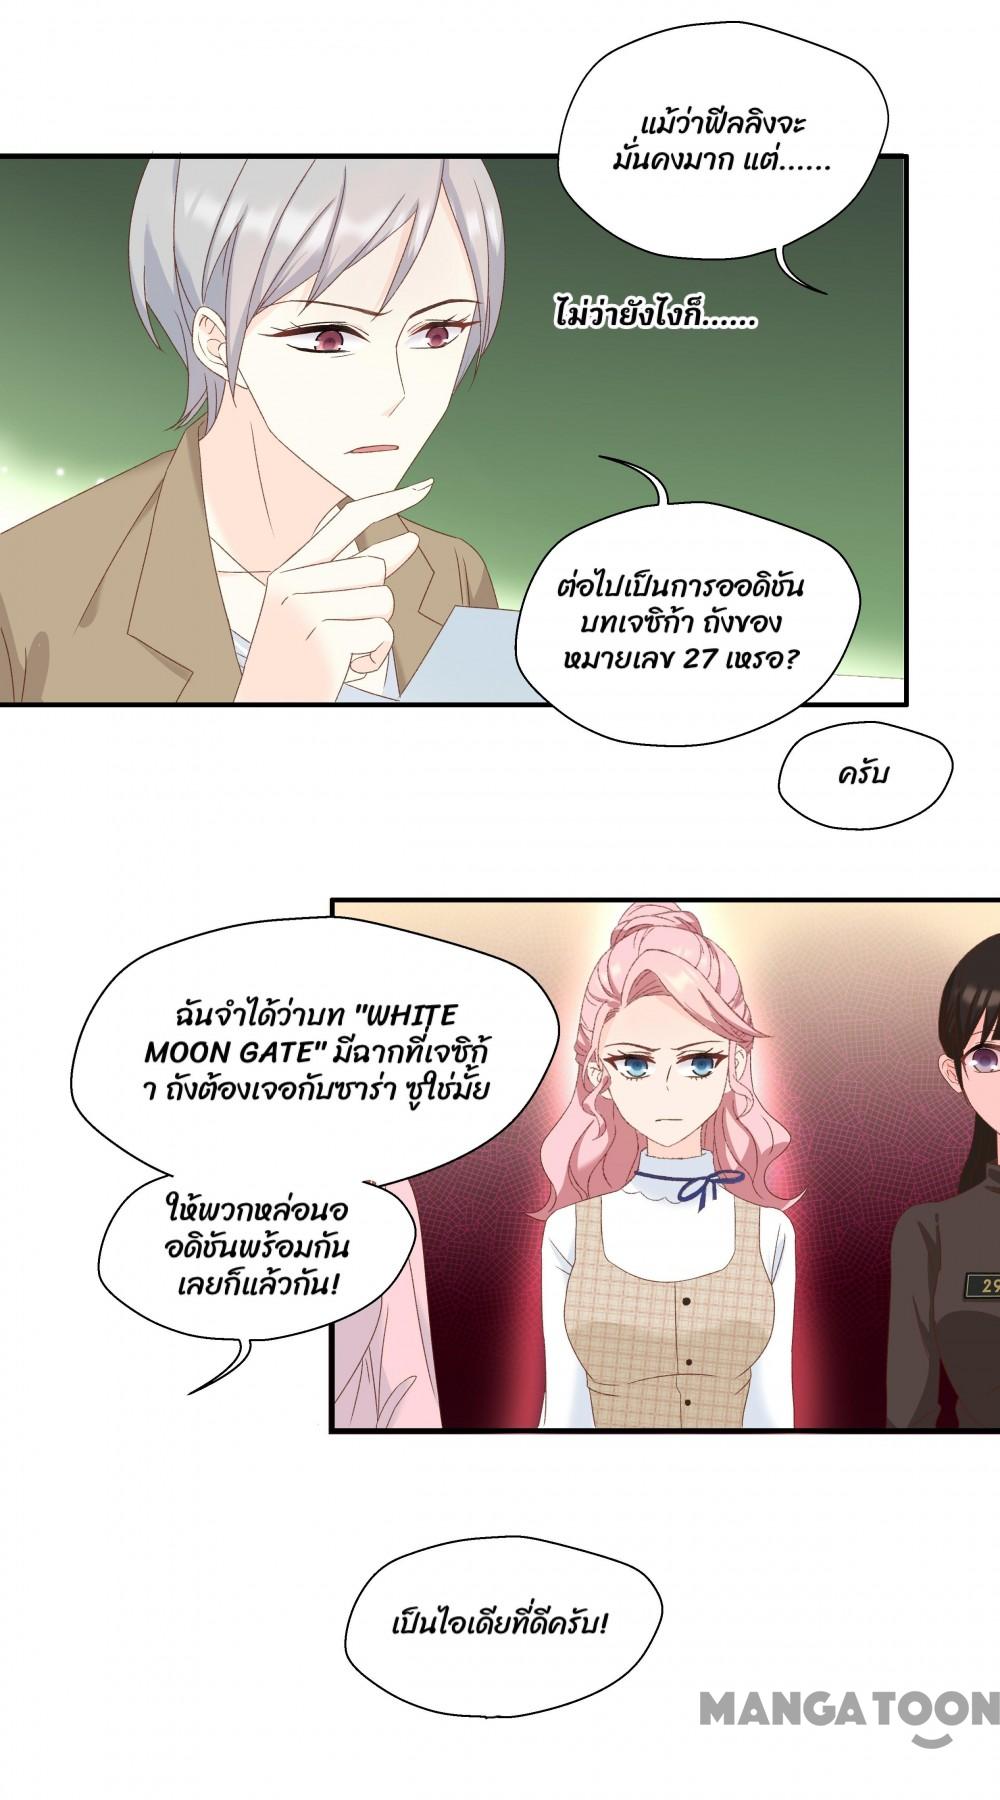 แม้ว่าฟีลลิงจะ
มั่นคงมาก แต่......
ไม่ว่ายังไงก็......
ต่อไปเป็นการออดิชัน
บทเจซิก้า ถังของ
หมายเลข 27 เหรอ?
ครับ
ฉันจำได้ว่าบท "WHITE
MOON GATE" มีฉากที่เจซิก้
า ถังต้องเจอกับซาร่า ซูใช่มั้ย
ให้พวกหล่อนอ
อดิชันพร้อมกัน
เลยก็แล้วกัน!
29
เป็นไอเดียที่ดีครับ!
MANGATOON